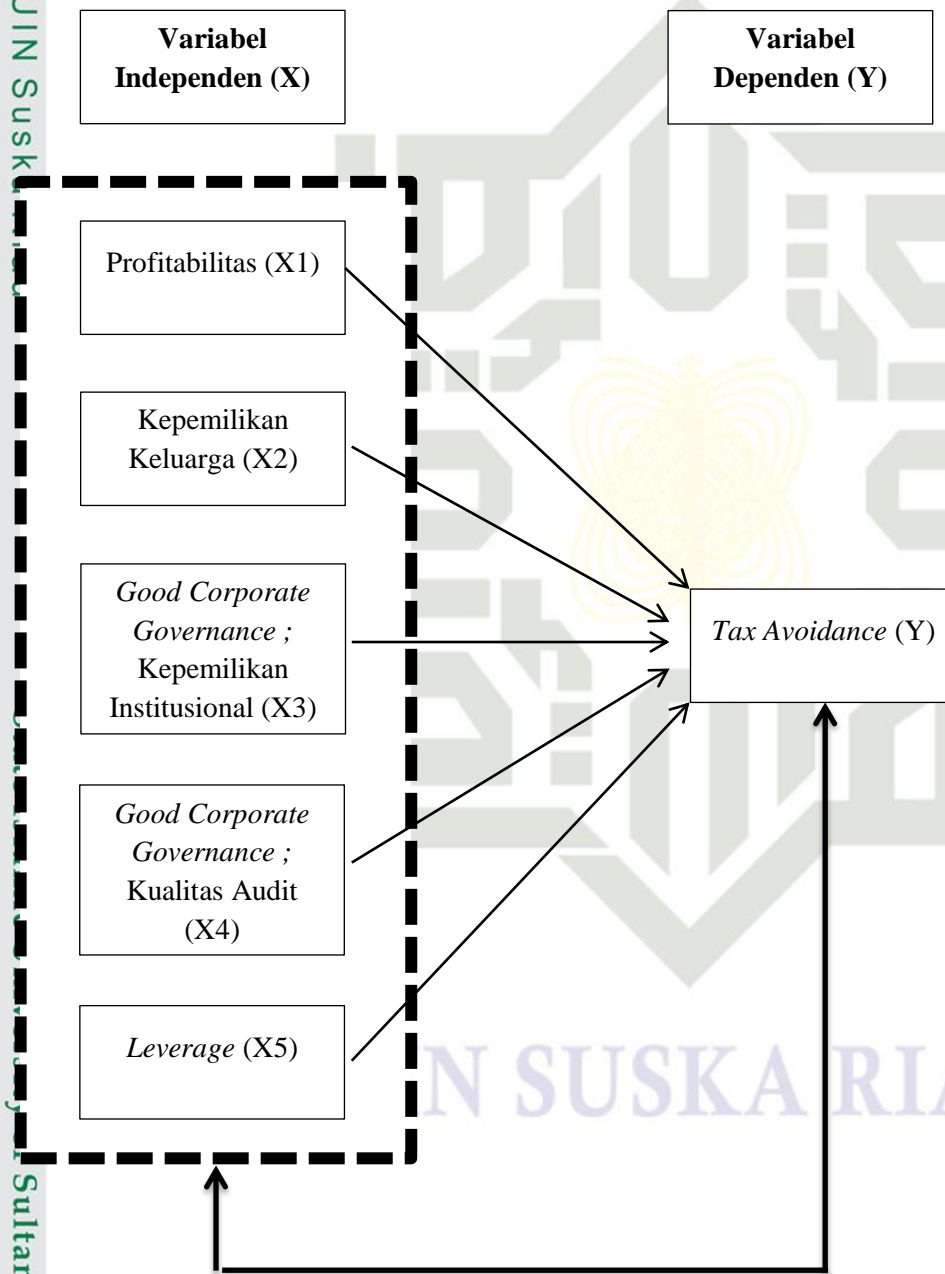 Variabel
Independen (X)
Variabel
Dependen (Y)
Profitabilitas (X1)
Kepemilikan
Keluarga (X2)
Good Corporate
Governance ;
Kepemilikan
Institusional (X3)
Good Corporate
Governance ;
Kualitas Audit
(X4)
Leverage (X5)
Tax Avoidance (Y)
N SUSKA RIA
UIN Suska
Sultan